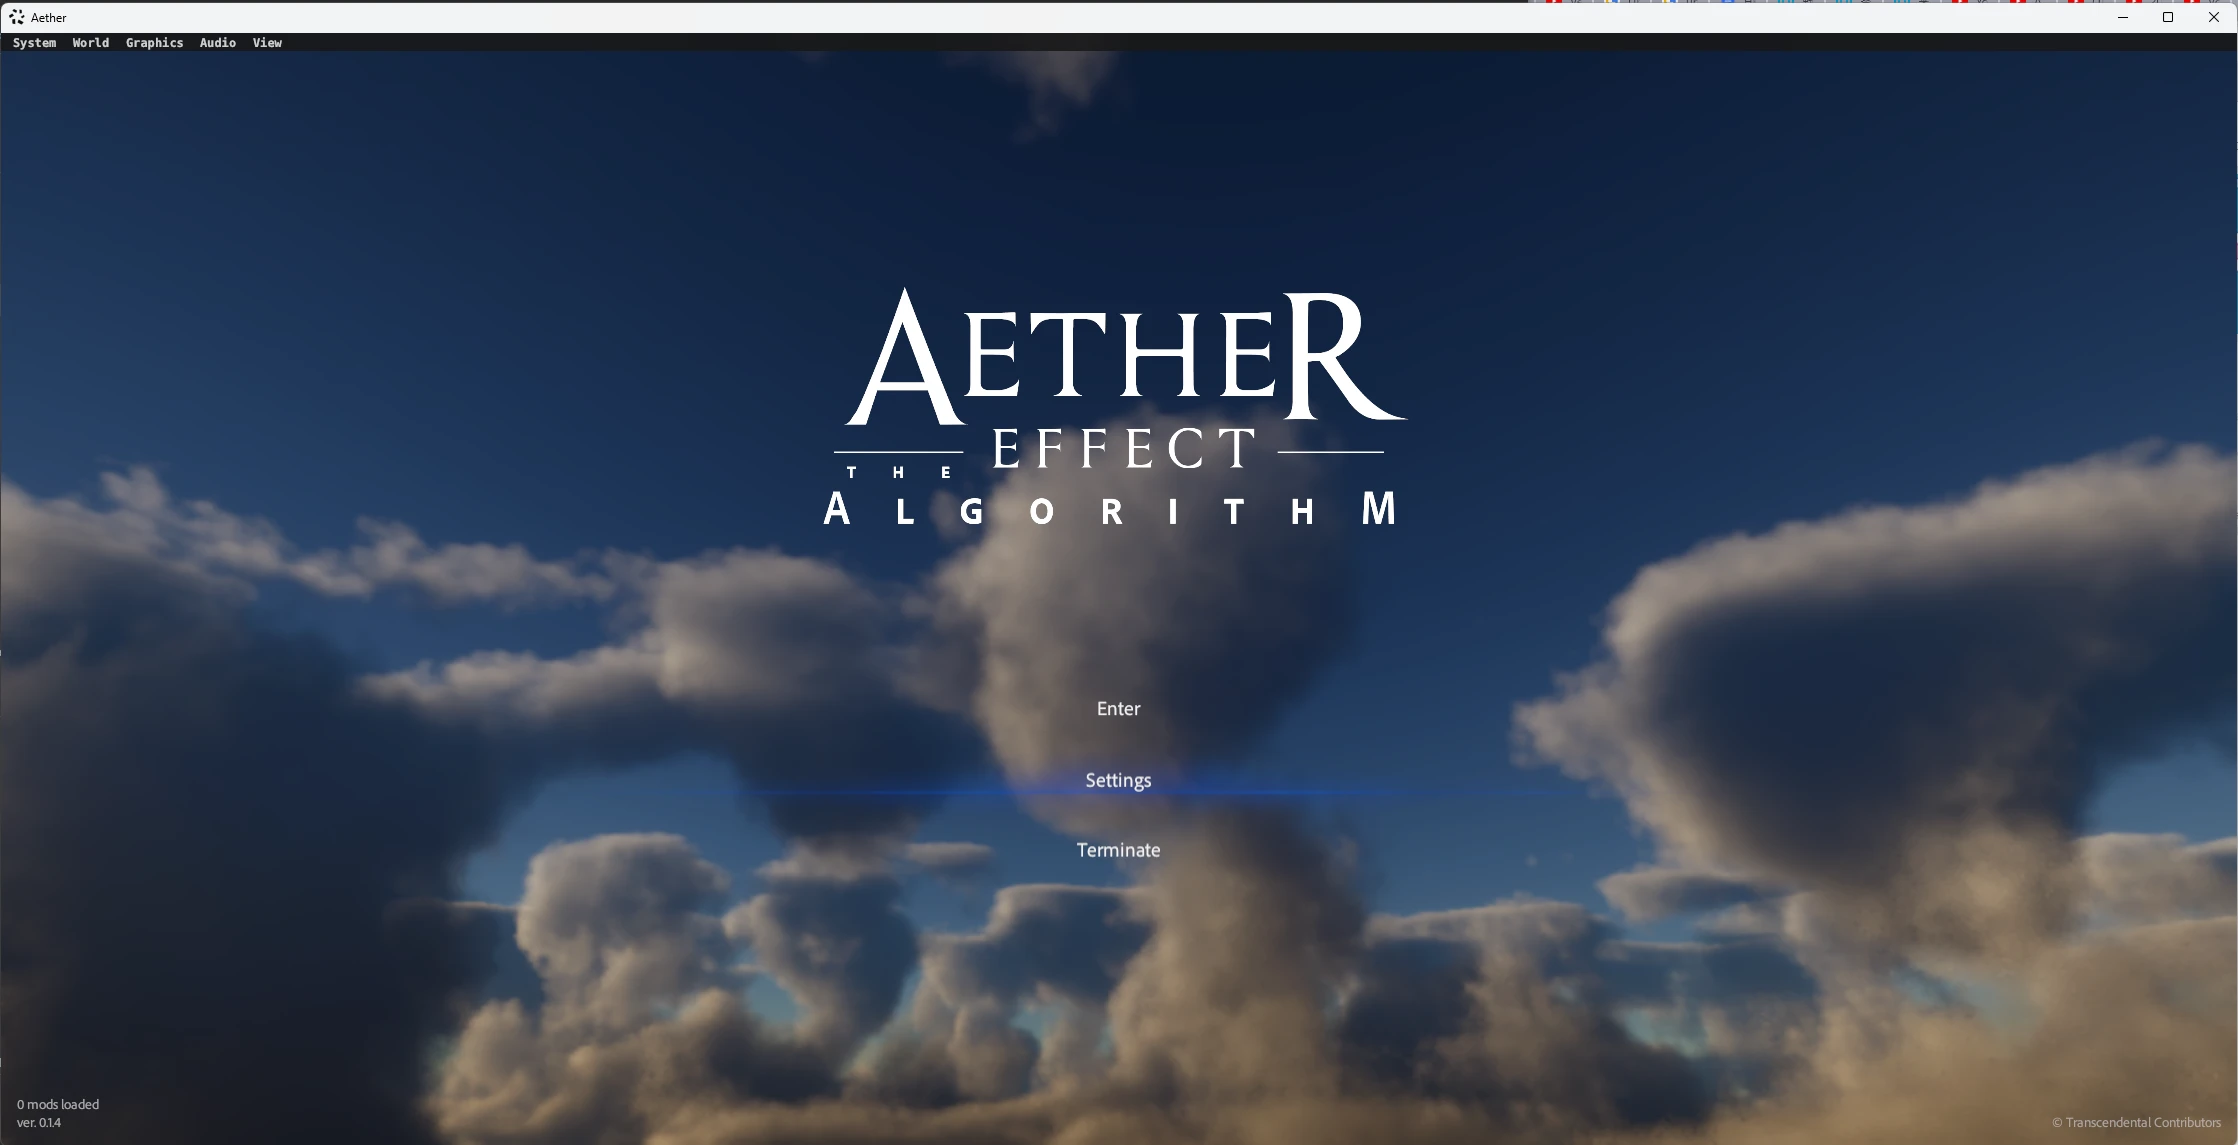 Aether
System World Graphics Audio View
AETHER
EFFECT
THE
ALGORITHM
Enter
Settings
Terminate
0 mods loaded
ver. 0.1.4
© Transcendental Contributors